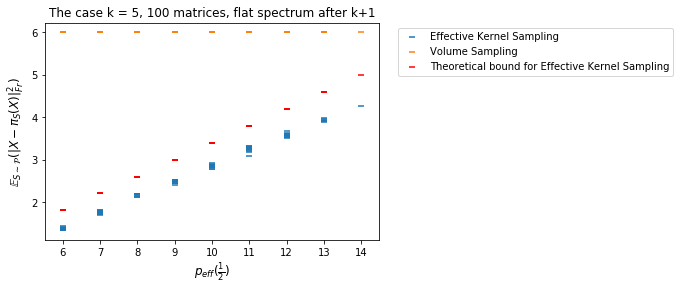 The case k = 5, 100 matrices, flat spectrum after k+1
6
5
4
3
2
𝔼_{S ~ 𝒫}(|X − π_S(X)|²_{Fr})
6 7 8 9 10 11 12 13 14
p_{eff}(1/2)
Effective Kernel Sampling
Volume Sampling
Theoretical bound for Effective Kernel Sampling